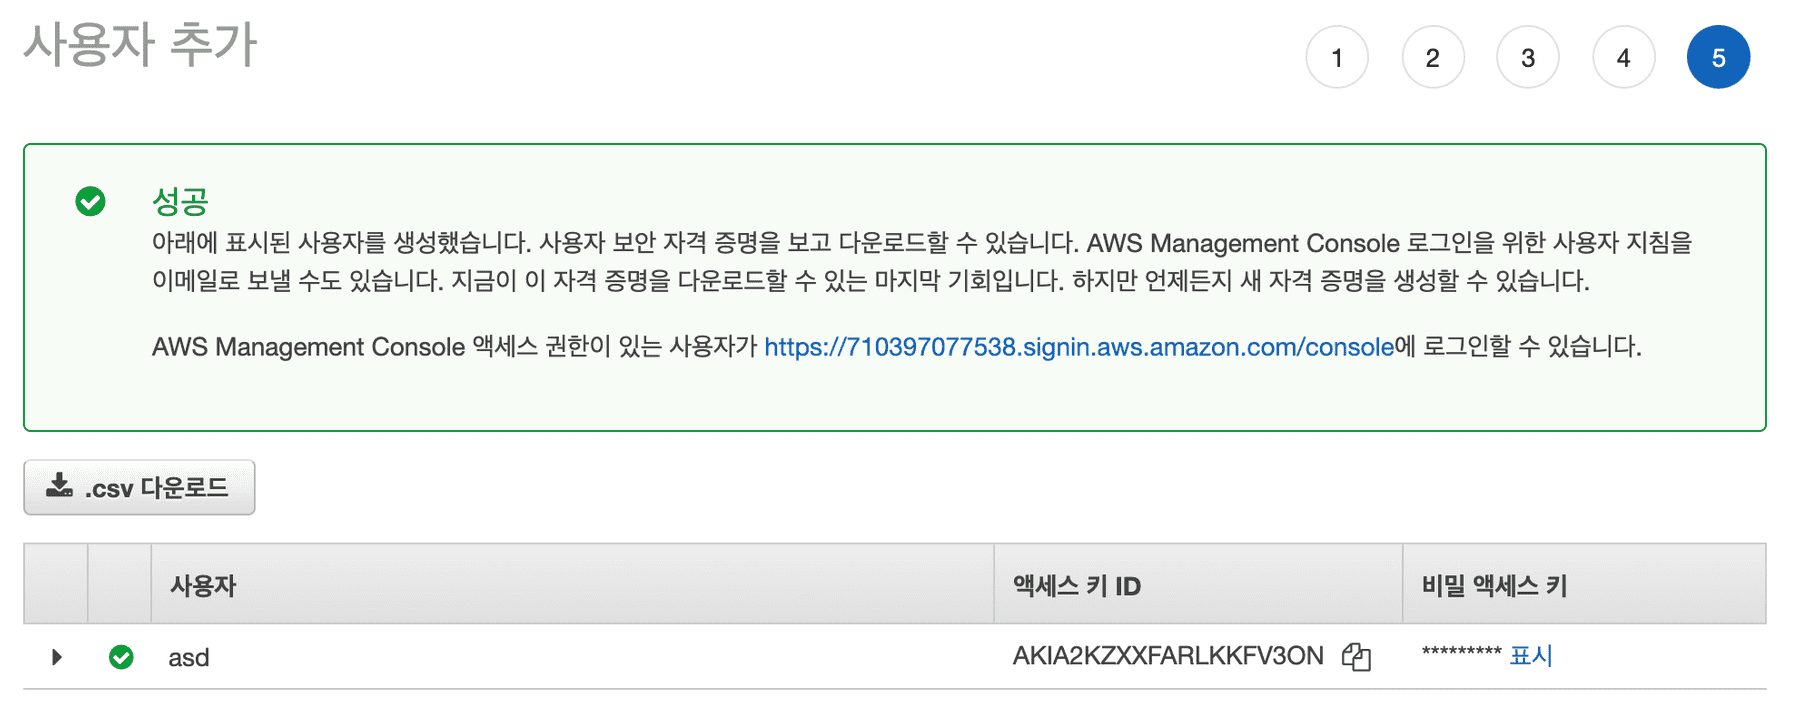 사용자 추가
1 2 3 4 5
성공
아래에 표시된 사용자를 생성했습니다. 사용자 보안 자격 증명을 보고 다운로드할 수 있습니다. AWS Management Console 로그인을 위한 사용자 지침을
이메일로 보낼 수도 있습니다. 지금이 이 자격 증명을 다운로드할 수 있는 마지막 기회입니다. 하지만 언제든지 새 자격 증명을 생성할 수 있습니다.
AWS Management Console 액세스 권한이 있는 사용자가 https://710397077538.signin.aws.amazon.com/console에 로그인할 수 있습니다.
.csv 다운로드
사용자 액세스 키 ID 비밀 액세스 키
asd AKIA2KZXXFARLKKFV3ON ********* 표시